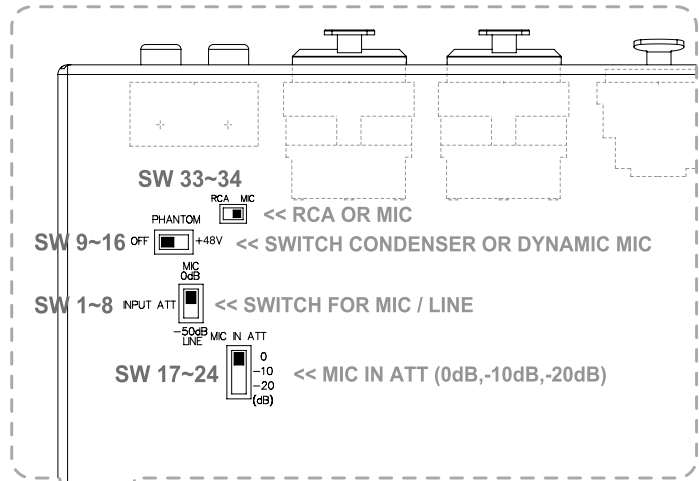 SW 33~34
RCA MIC
<< RCA OR MIC
PHANTOM
SW 9~16 OFF +48V << SWITCH CONDENSER OR DYNAMIC MIC
MIC
0dB
SW 1~8 INPUT ATT << SWITCH FOR MIC / LINE
-50dB
LINE
MIC IN ATT
0
SW 17~24 -10 << MIC IN ATT (0dB,-10dB,-20dB)
-20
(dB)